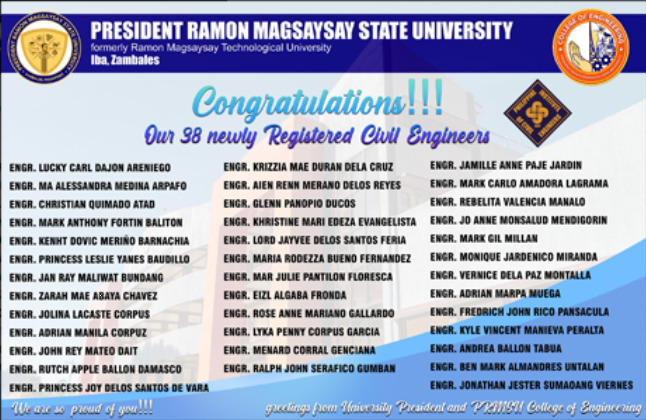 PRESIDENT RAMON MAGSAYSAY STATE UNIVERSITY
formerly Ramon Magsaysay Technological University
Iba, Zambales
COLLEGE OF ENGINEERING
Congratulations!!!
Our 38 newly Registered Civil Engineers
PHILIPPINE INSTITUTE OF CIVIL ENGINEERS
ENGR. LUCKY CARL DAJON ARENIEGO
ENGR. MA ALESSANDRA MEDINA ARPAFO
ENGR. CHRISTIAN QUIMADO ATAD
ENGR. MARK ANTHONY FORTIN BALITON
ENGR. KENHT DOVIC MERIÑO BARNACHIA
ENGR. PRINCESS LESLIE YANES BAUDILLO
ENGR. JAN RAY MALIWAT BUNDANG
ENGR. ZARAH MAE ABAYA CHAVEZ
ENGR. JOLINA LACASTE CORPUS
ENGR. ADRIAN MANILA CORPUZ
ENGR. JOHN REY MATEO DAIT
ENGR. RUTCH APPLE BALLON DAMASCO
ENGR. PRINCESS JOY DELOS SANTOS DE VARA
ENGR. KRIZZIA MAE DURAN DELA CRUZ
ENGR. AIEN RENN MERANO DELOS REYES
ENGR. GLENN PANOPIO DUCOS
ENGR. KHRISTINE MARI EDEZA EVANGELISTA
ENGR. LORD JAYVEE DELOS SANTOS FERIA
ENGR. MARIA RODEZZA BUENO FERNANDEZ
ENGR. MAR JULIE PANTILON FLORESCA
ENGR. EIZL ALGABA FRONDA
ENGR. ROSE ANNE MARIANO GALLARDO
ENGR. LYKA PENNY CORPUS GARCIA
ENGR. MENARD CORRAL GENCIANA
ENGR. RALPH JOHN SERAFICO GUMBAN
ENGR. JAMILLE ANNE PAJE JARDIN
ENGR. MARK CARLO AMADORA LAGRAMA
ENGR. REBELITA VALENCIA MANALO
ENGR. JO ANNE MONSALUD MENDIGORIN
ENGR. MARK GIL MILLAN
ENGR. MONIQUE JARDENICO MIRANDA
ENGR. VERNICE DELA PAZ MONTALLA
ENGR. ADRIAN MARPA MUEGA
ENGR. FREDRICH JOHN RICO PANSACULA
ENGR. KYLE VINCENT MANIEVA PERALTA
ENGR. ANDREA BALLON TABUA
ENGR. BEN MARK ALMANDRES UNTALAN
ENGR. JONATHAN JESTER SUMAOANG VIERNES
We are so proud of you!!!
greetings from University President and PRMSU College of Engineering